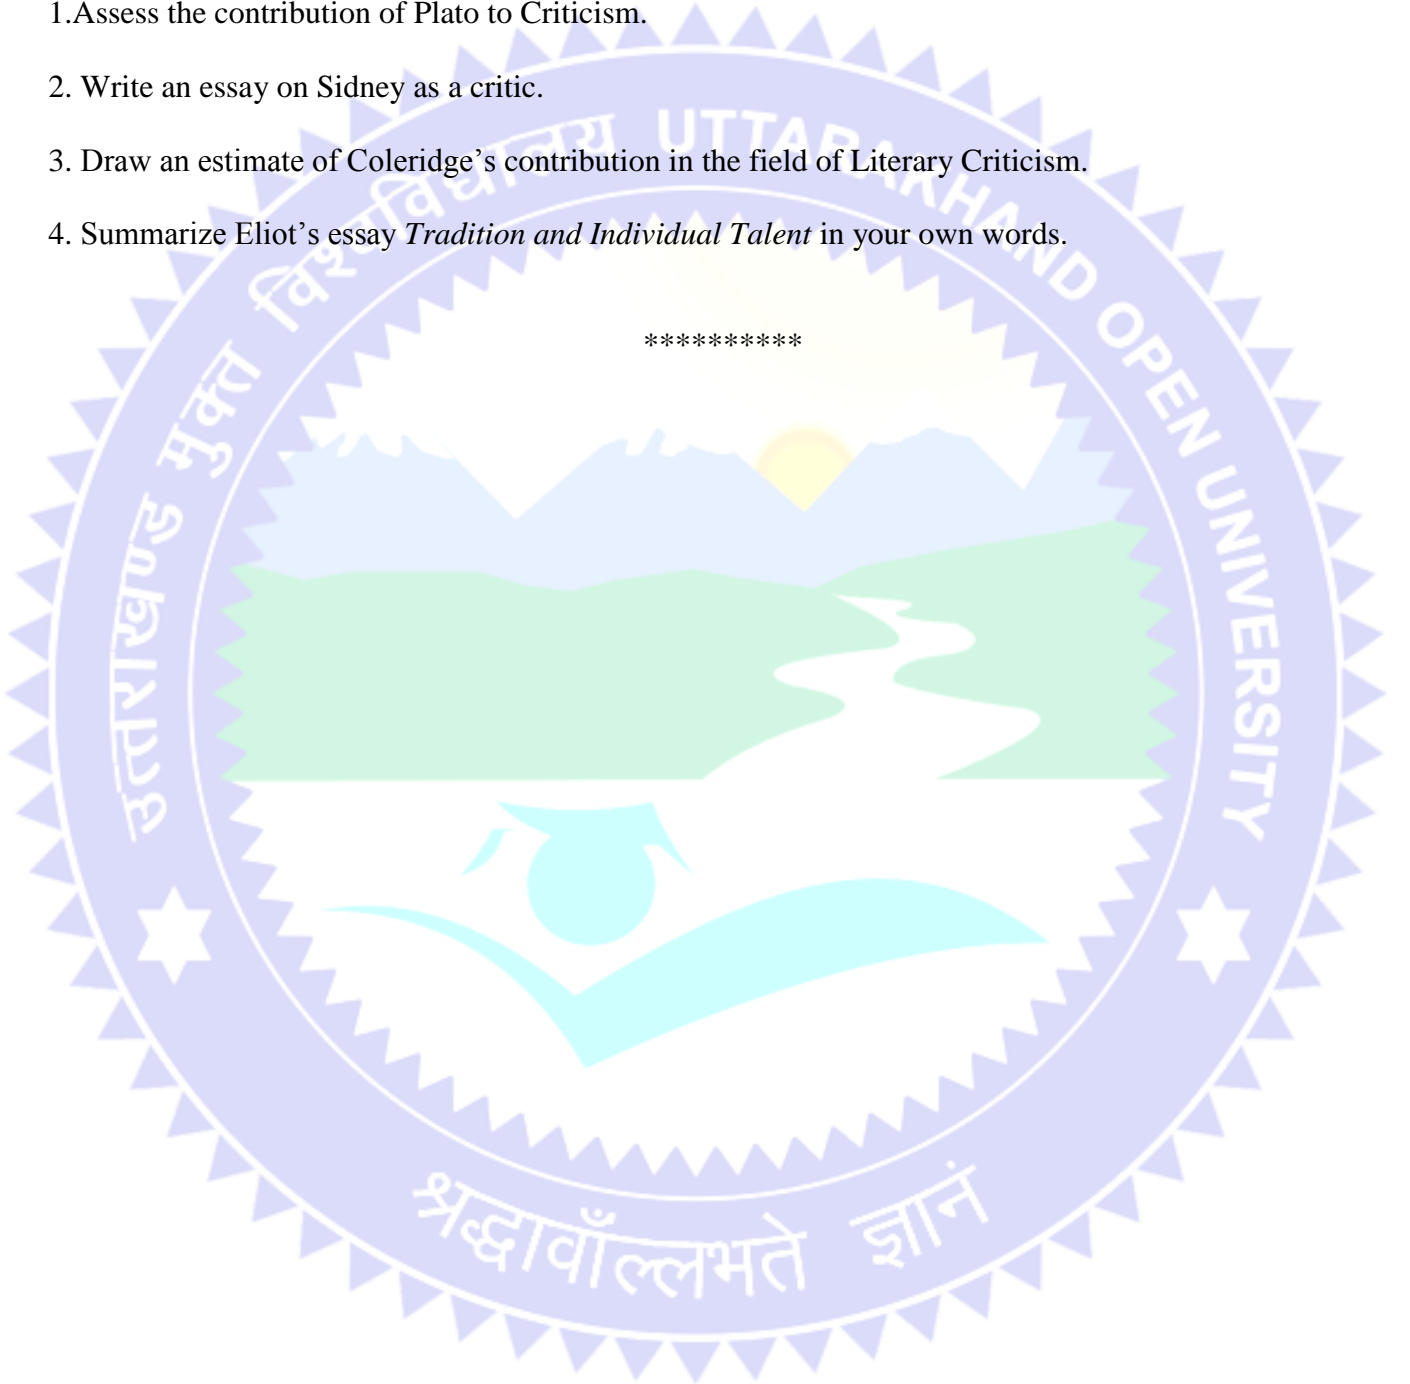 1.Assess the contribution of Plato to Criticism.
2. Write an essay on Sidney as a critic.
3. Draw an estimate of Coleridge’s contribution in the field of Literary Criticism.
4. Summarize Eliot’s essay Tradition and Individual Talent in your own words.
**********
उत्तराखण्ड मुक्त विश्वविद्यालय UTTARAKHAND OPEN UNIVERSITY
श्रद्धावाँल्लभते ज्ञानं